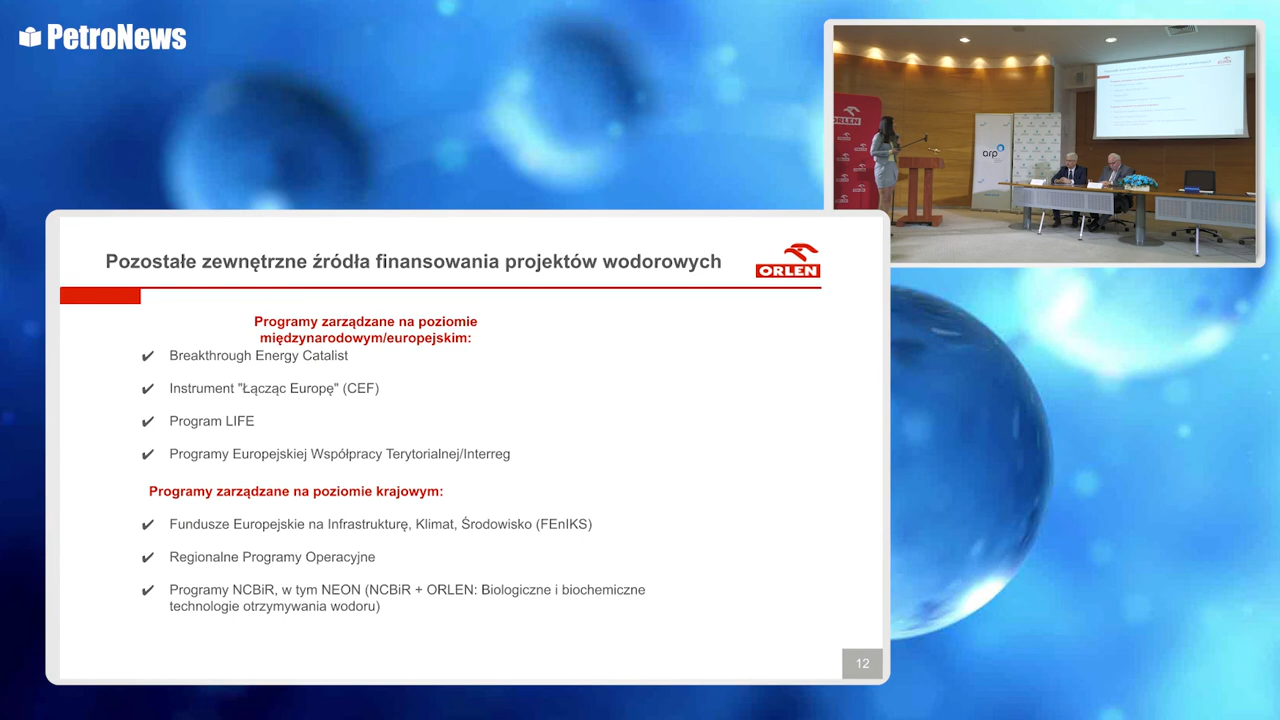 PetroNews
ORLEN
arp
Pozostałe zewnętrzne źródła finansowania projektów wodorowych
ORLEN
Programy zarządzane na poziomie
międzynarodowym/europejskim:
✔ Breakthrough Energy Catalist
✔ Instrument "Łącząc Europę" (CEF)
✔ Program LIFE
✔ Programy Europejskiej Współpracy Terytorialnej/Interreg
Programy zarządzane na poziomie krajowym:
✔ Fundusze Europejskie na Infrastrukturę, Klimat, Środowisko (FEnIKS)
✔ Regionalne Programy Operacyjne
✔ Programy NCBiR, w tym NEON (NCBiR + ORLEN: Biologiczne i biochemiczne
technologie otrzymywania wodoru)
12